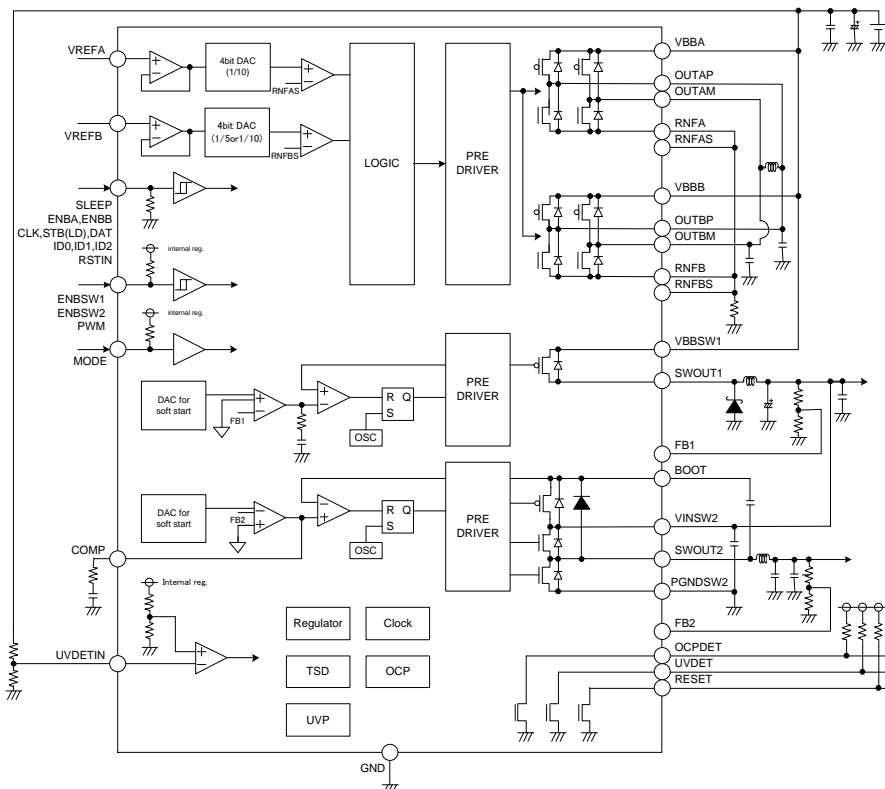 VREFA
4bit DAC
(1/10)
RNFAS
VREFB
4bit DAC
(1/5or1/10)
RNFBS
LOGIC
PRE
DRIVER
SLEEP
ENBA,ENBB
CLK,STB(LD),DAT
ID0,ID1,ID2
RSTIN
internal reg.
ENBSW1
ENBSW2
PWM
internal reg.
MODE
VBBA
OUTAP
OUTAM
RNFA
RNFAS
VBBB
OUTBP
OUTBM
RNFB
RNFBS
DAC for
soft start
FB1
R Q
S
OSC
PRE
DRIVER
VBBSW1
SWOUT1
FB1
DAC for
soft start
FB2
R Q
S
OSC
PRE
DRIVER
BOOT
VINSW2
SWOUT2
PGNDSW2
FB2
COMP
Internal reg.
UVDETIN
Regulator
Clock
TSD
OCP
UVP
OCPDET
UVDET
RESET
GND